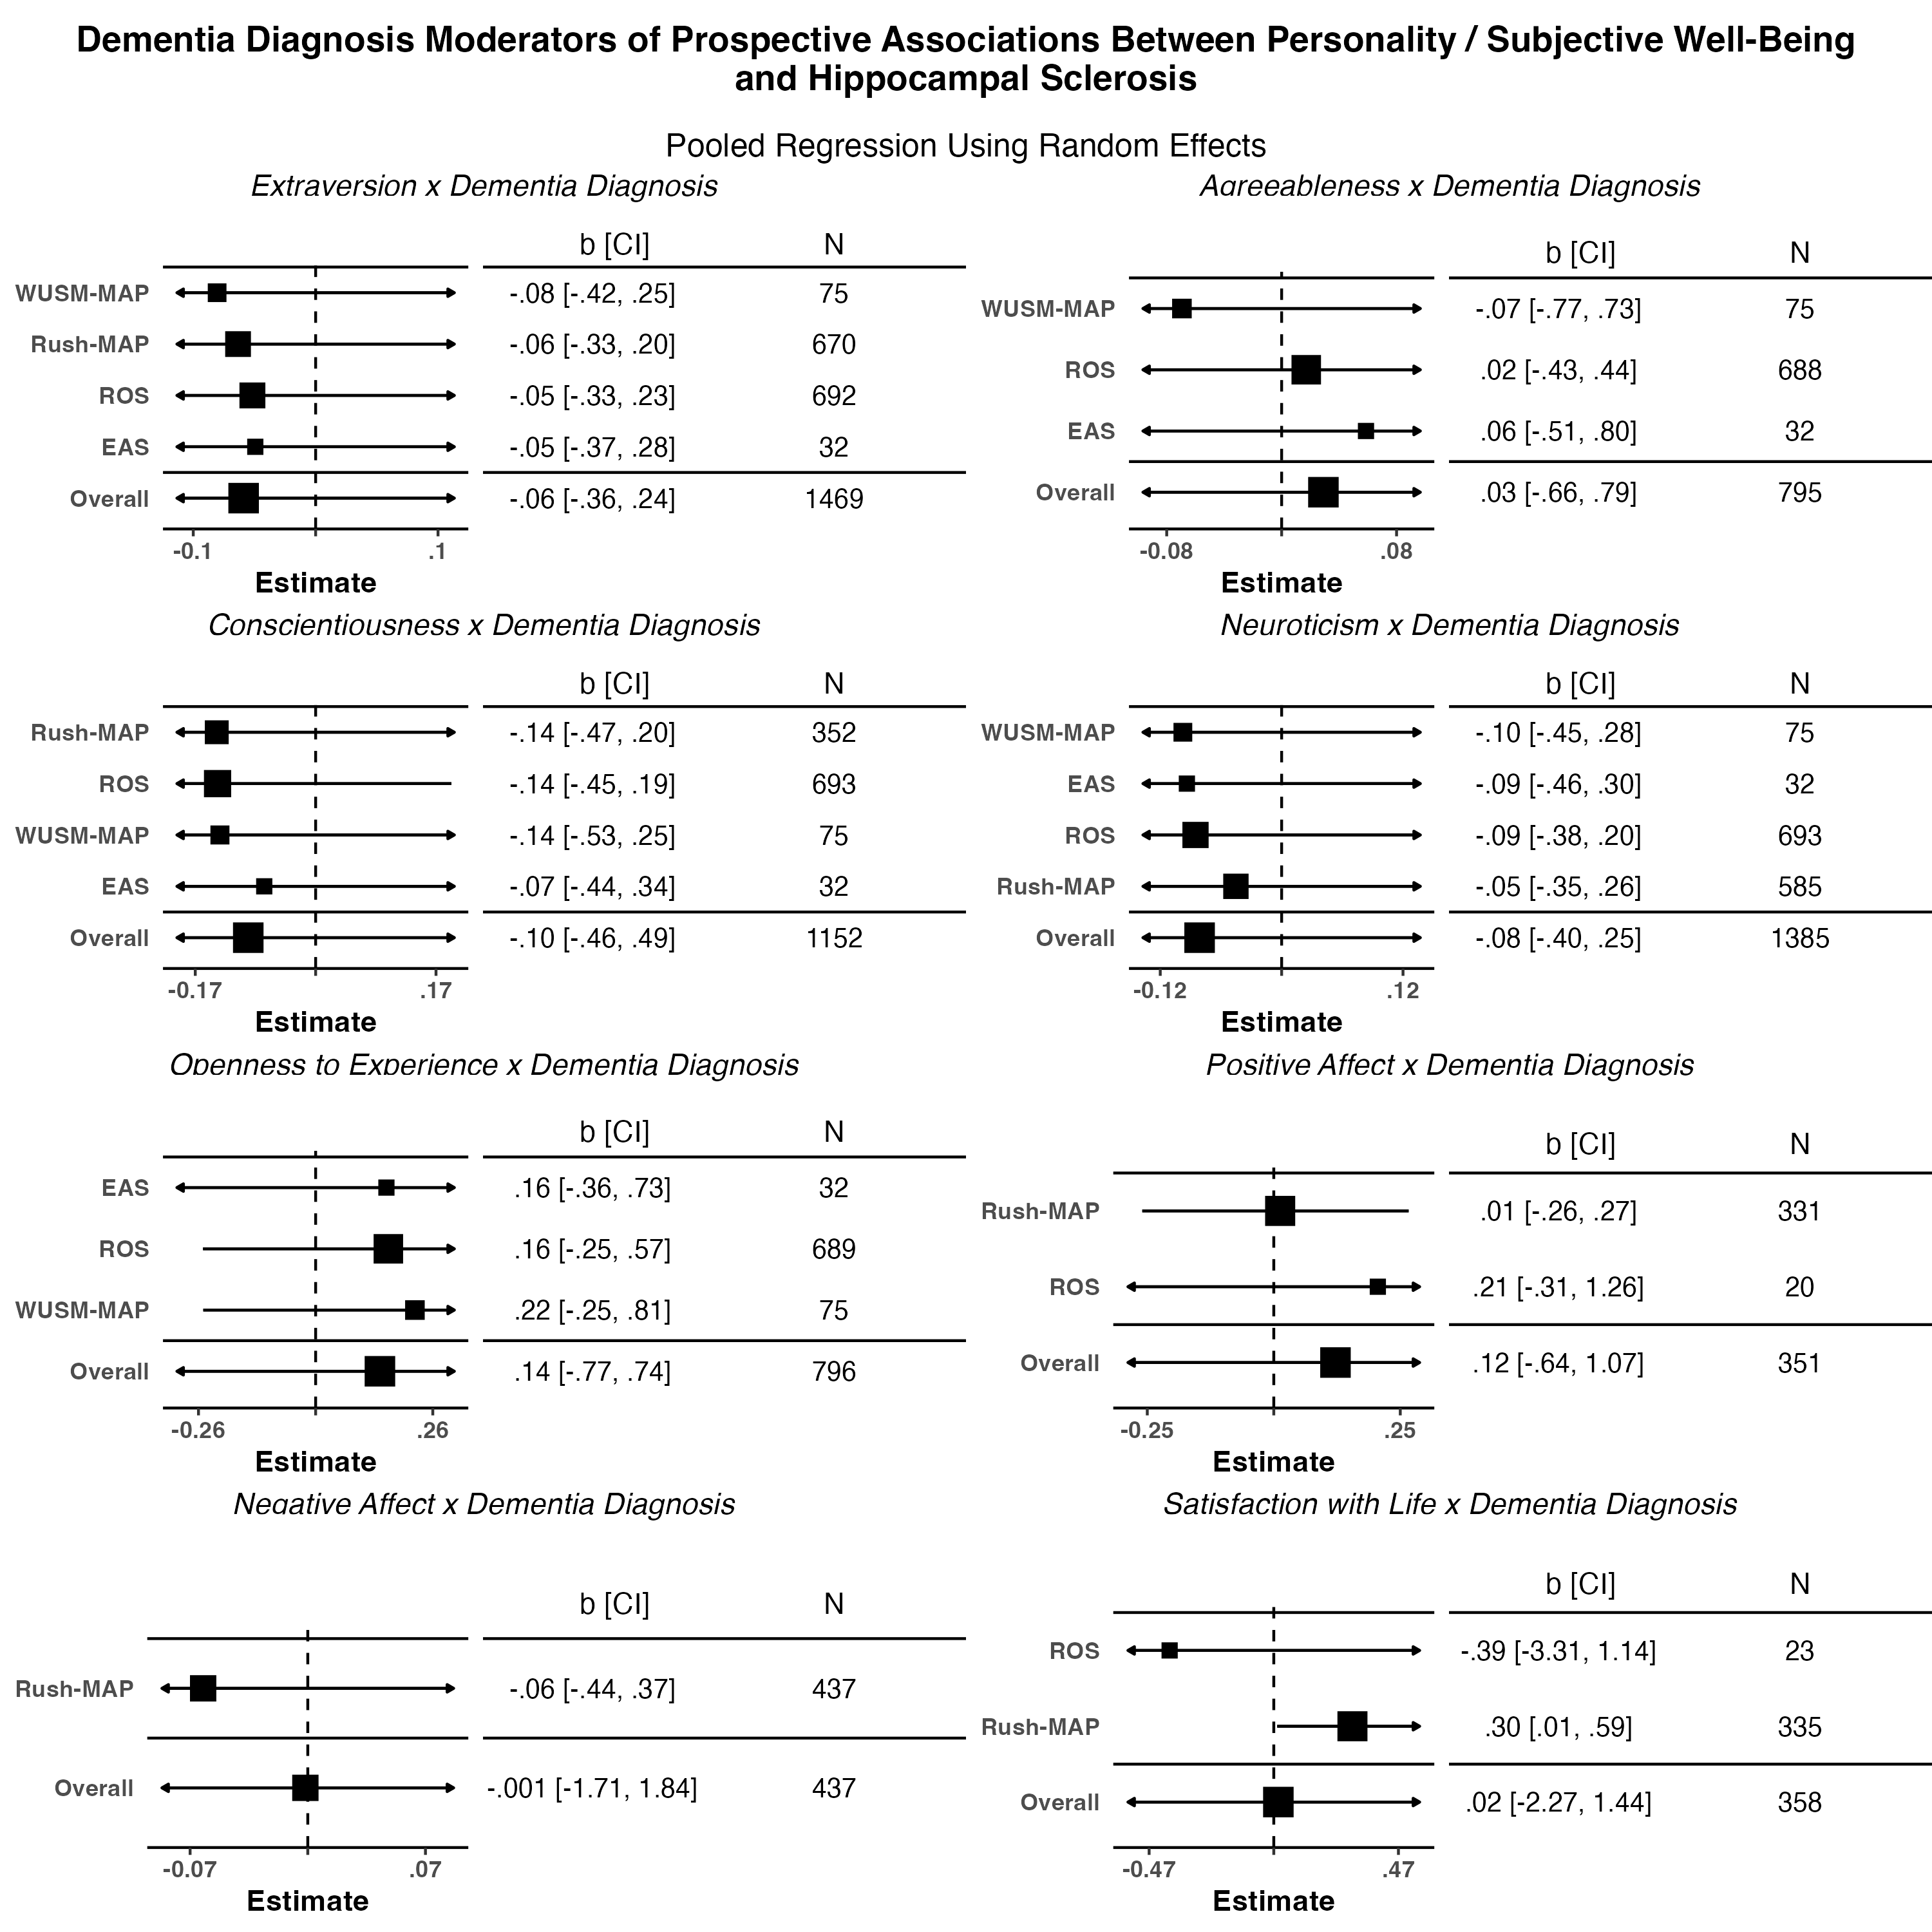 Dementia Diagnosis Moderators of Prospective Associations Between Personality / Subjective Well-Being
and Hippocampal Sclerosis
Pooled Regression Using Random Effects
Extraversion x Dementia Diagnosis
b [CI] N
WUSM-MAP -.08 [-.42, .25] 75
Rush-MAP -.06 [-.33, .20] 670
ROS -.05 [-.33, .23] 692
EAS -.05 [-.37, .28] 32
Overall -.06 [-.36, .24] 1469
-0.1 .1
Estimate
Agreeableness x Dementia Diagnosis
b [CI] N
WUSM-MAP -.07 [-.77, .73] 75
ROS .02 [-.43, .44] 688
EAS .06 [-.51, .80] 32
Overall .03 [-.66, .79] 795
-0.08 .08
Estimate
Conscientiousness x Dementia Diagnosis
b [CI] N
Rush-MAP -.14 [-.47, .20] 352
ROS -.14 [-.45, .19] 693
WUSM-MAP -.14 [-.53, .25] 75
EAS -.07 [-.44, .34] 32
Overall -.10 [-.46, .49] 1152
-0.17 .17
Estimate
Neuroticism x Dementia Diagnosis
b [CI] N
WUSM-MAP -.10 [-.45, .28] 75
EAS -.09 [-.46, .30] 32
ROS -.09 [-.38, .20] 693
Rush-MAP -.05 [-.35, .26] 585
Overall -.08 [-.40, .25] 1385
-0.12 .12
Estimate
Openness to Experience x Dementia Diagnosis
b [CI] N
EAS .16 [-.36, .73] 32
ROS .16 [-.25, .57] 689
WUSM-MAP .22 [-.25, .81] 75
Overall .14 [-.77, .74] 796
-0.26 .26
Estimate
Positive Affect x Dementia Diagnosis
b [CI] N
Rush-MAP .01 [-.26, .27] 331
ROS .21 [-.31, 1.26] 20
Overall .12 [-.64, 1.07] 351
-0.25 .25
Estimate
Negative Affect x Dementia Diagnosis
b [CI] N
Rush-MAP -.06 [-.44, .37] 437
Overall -.001 [-1.71, 1.84] 437
-0.07 .07
Estimate
Satisfaction with Life x Dementia Diagnosis
b [CI] N
ROS -.39 [-3.31, 1.14] 23
Rush-MAP .30 [.01, .59] 335
Overall .02 [-2.27, 1.44] 358
-0.47 .47
Estimate